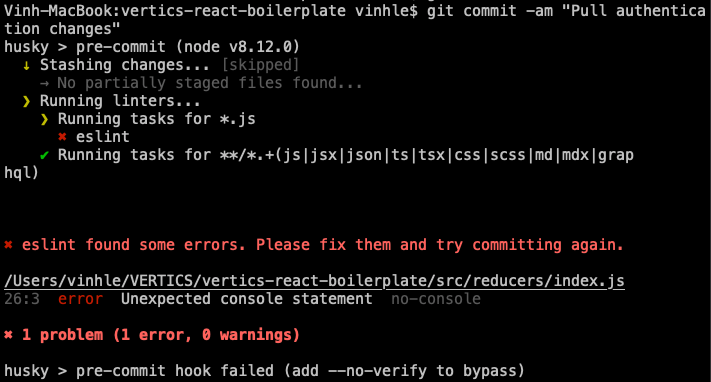 Vinh-MacBook:vertics-react-boilerplate vinhle$ git commit -am "Pull authentica
tion changes"
husky > pre-commit (node v8.12.0)
↓ Stashing changes... [skipped]
→ No partially staged files found...
❯ Running linters...
❯ Running tasks for *.js
✖ eslint
✔ Running tasks for **/*.+(js|jsx|json|ts|tsx|css|scss|md|mdx|grap
hql)
✖ eslint found some errors. Please fix them and try committing again.
/Users/vinhle/VERTICS/vertics-react-boilerplate/src/reducers/index.js
26:3  error  Unexpected console statement  no-console
✖ 1 problem (1 error, 0 warnings)
husky > pre-commit hook failed (add --no-verify to bypass)